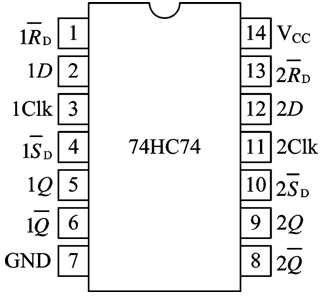 1R̅D 1 14 VCC
1D 2 13 2R̅D
1Clk 3 12 2D
1S̅D 4 74HC74 11 2Clk
1Q 5 10 2S̅D
1Q̅ 6 9 2Q
GND 7 8 2Q̅